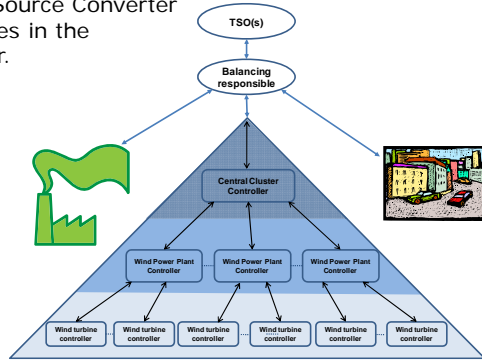 Source Converter
es in the
r.
TSO(s)
Balancing
responsible
Central Cluster
Controller
Wind Power Plant
Controller
Wind Power Plant
Controller
Wind Power Plant
Controller
Wind turbine
controller
Wind turbine
controller
Wind turbine
controller
Wind turbine
controller
Wind turbine
controller
Wind turbine
controller